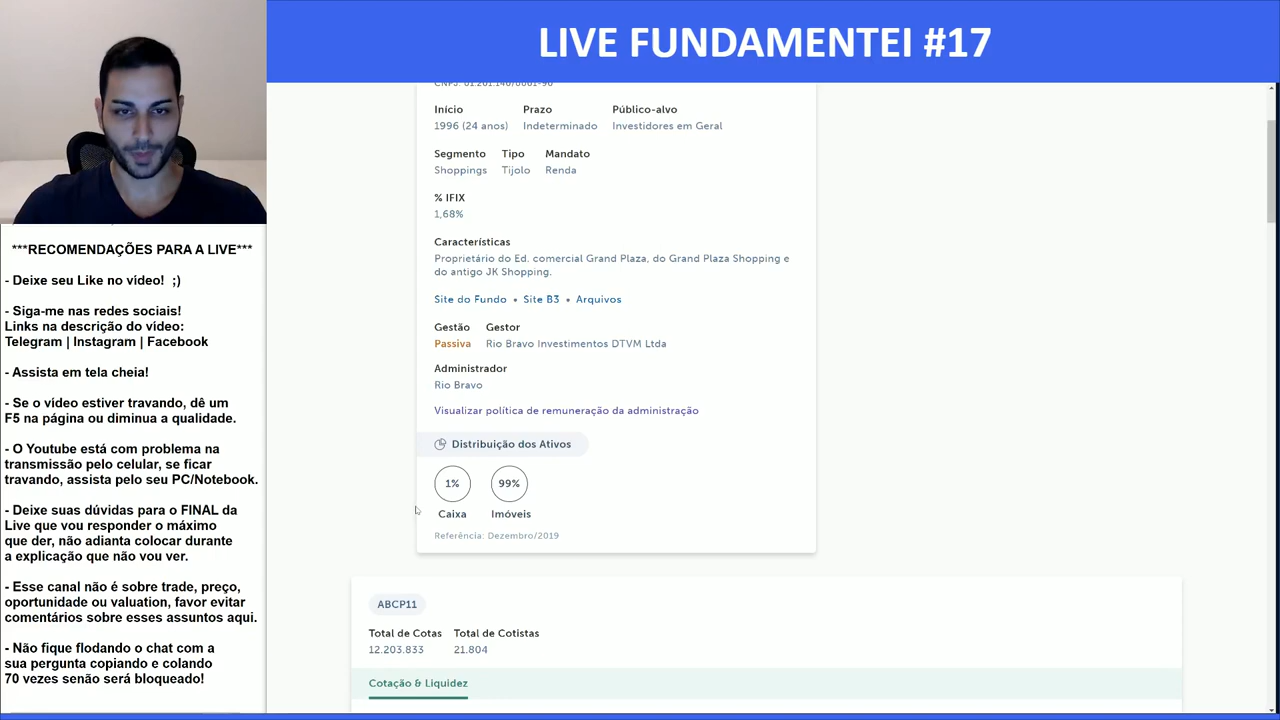 LIVE FUNDAMENTEI #17
***RECOMENDAÇÕES PARA A LIVE***
- Deixe seu Like no vídeo!  ;)
- Siga-me nas redes sociais!
Links na descrição do vídeo:
Telegram | Instagram | Facebook
- Assista em tela cheia!
- Se o vídeo estiver travando, dê um
F5 na página ou diminua a qualidade.
- O Youtube está com problema na
transmissão pelo celular, se ficar
travando, assista pelo seu PC/Notebook.
- Deixe suas dúvidas para o FINAL da
Live que vou responder o máximo
que der, não adianta colocar durante
a explicação que não vou ver.
- Esse canal não é sobre trade, preço,
oportunidade ou valuation, favor evitar
comentários sobre esses assuntos aqui.
- Não fique flodando o chat com a
sua pergunta copiando e colando
70 vezes senão será bloqueado!
Início Prazo Público-alvo
1996 (24 anos) Indeterminado Investidores em Geral
Segmento Tipo Mandato
Shoppings Tijolo Renda
% IFIX
1,68%
Características
Proprietário do Ed. comercial Grand Plaza, do Grand Plaza Shopping e
do antigo JK Shopping.
Site do Fundo • Site B3 • Arquivos
Gestão Gestor
Passiva Rio Bravo Investimentos DTVM Ltda
Administrador
Rio Bravo
Visualizar política de remuneração da administração
Distribuição dos Ativos
1% 99%
Caixa Imóveis
Referência: Dezembro/2019
ABCP11
Total de Cotas Total de Cotistas
12.203.833 21.804
Cotação & Liquidez